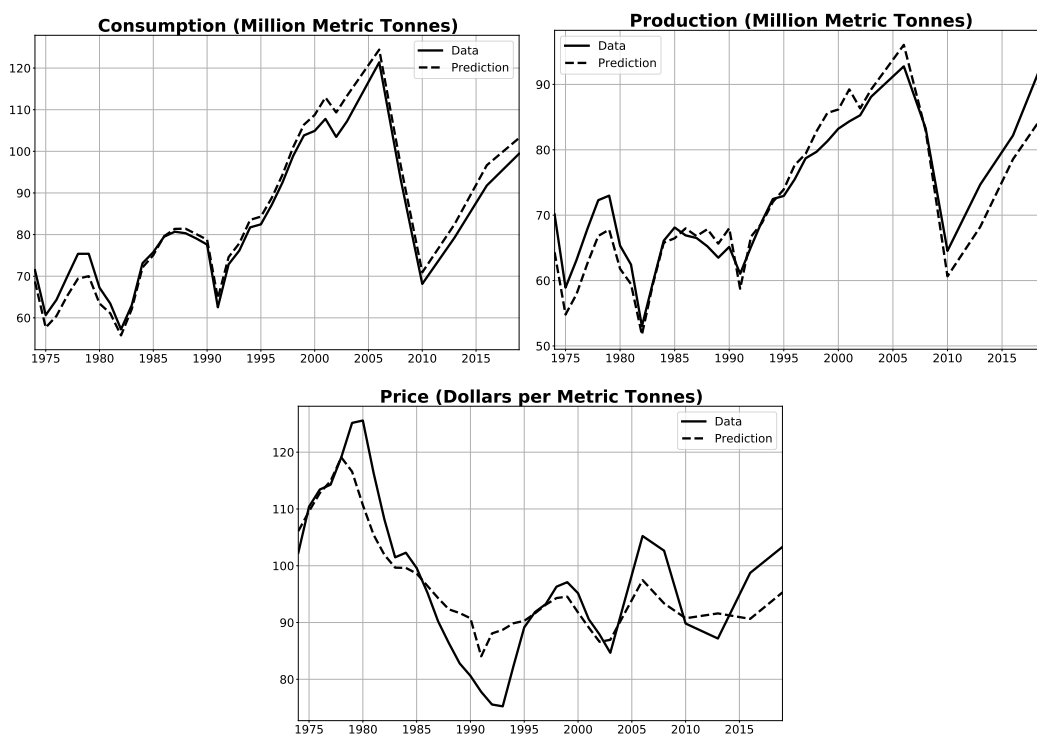 Consumption (Million Metric Tonnes)
Data
Prediction
120
110
100
90
80
70
60
1975 1980 1985 1990 1995 2000 2005 2010 2015
Production (Million Metric Tonnes)
Data
Prediction
90
80
70
60
50
1975 1980 1985 1990 1995 2000 2005 2010 2015
Price (Dollars per Metric Tonnes)
Data
Prediction
120
110
100
90
80
1975 1980 1985 1990 1995 2000 2005 2010 2015